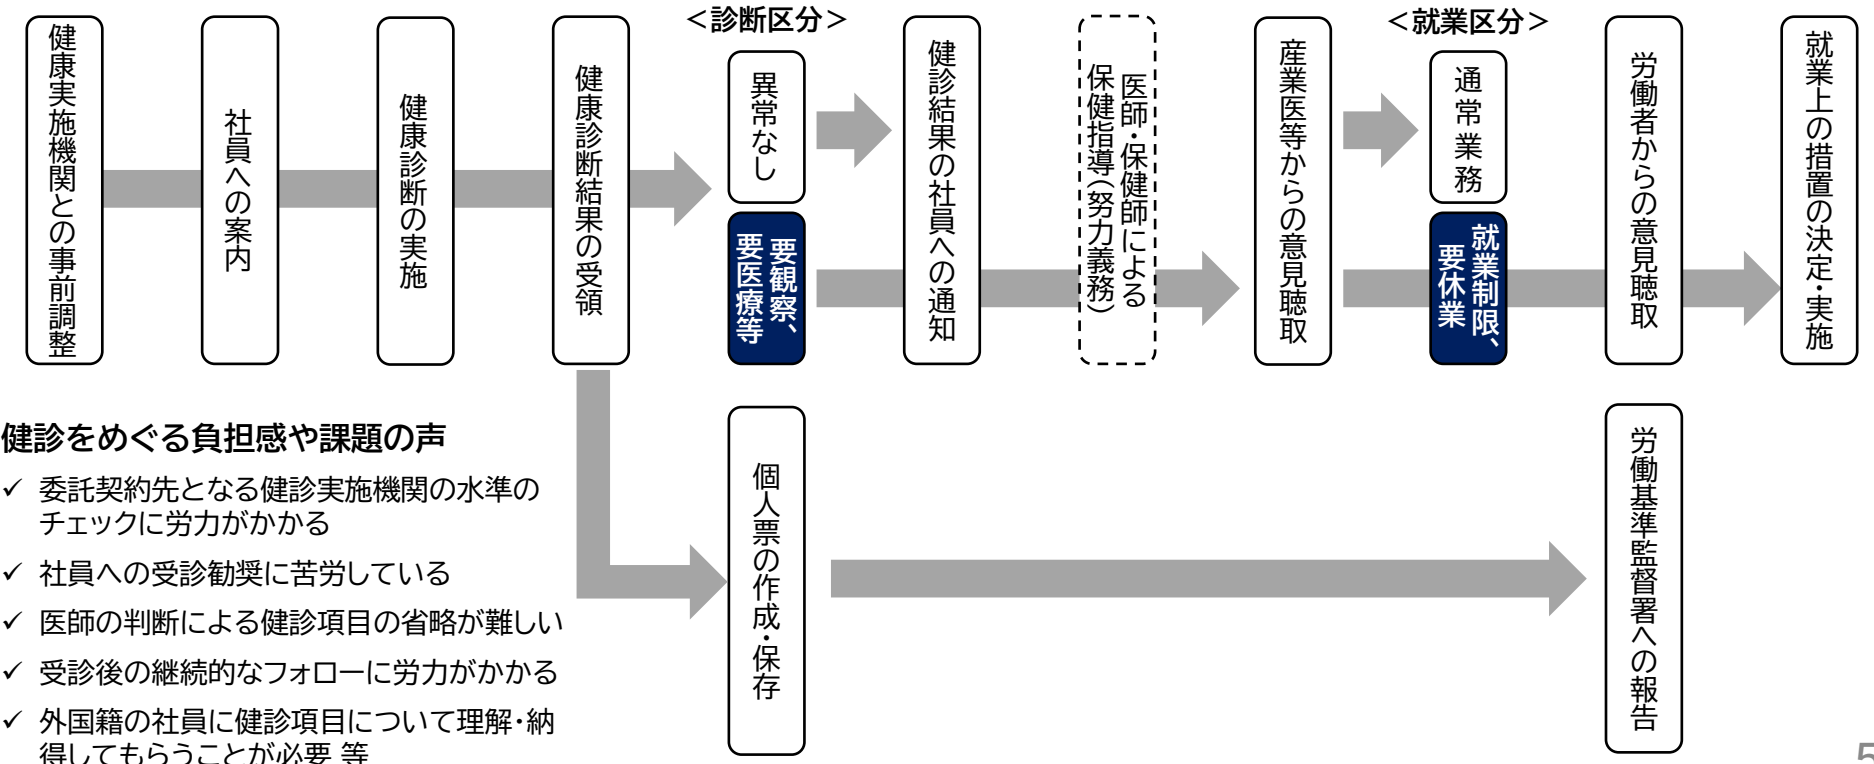 健康実施機関との事前調整
社員への案内
健康診断の実施
健康診断結果の受領
＜診断区分＞
異常なし
要観察、
要医療等
健診結果の社員への通知
医師・保健師による
保健指導（努力義務）
産業医等からの意見聴取
＜就業区分＞
通常業務
就業制限、
要休業
労働者からの意見聴取
就業上の措置の決定・実施
個人票の作成・保存
労働基準監督署への報告
健診をめぐる負担感や課題の声
✓ 委託契約先となる健診実施機関の水準の
チェックに労力がかかる
✓ 社員への受診勧奨に苦労している
✓ 医師の判断による健診項目の省略が難しい
✓ 受診後の継続的なフォローに労力がかかる
✓ 外国籍の社員に健診項目について理解・納
得してもらうことが必要 等
5